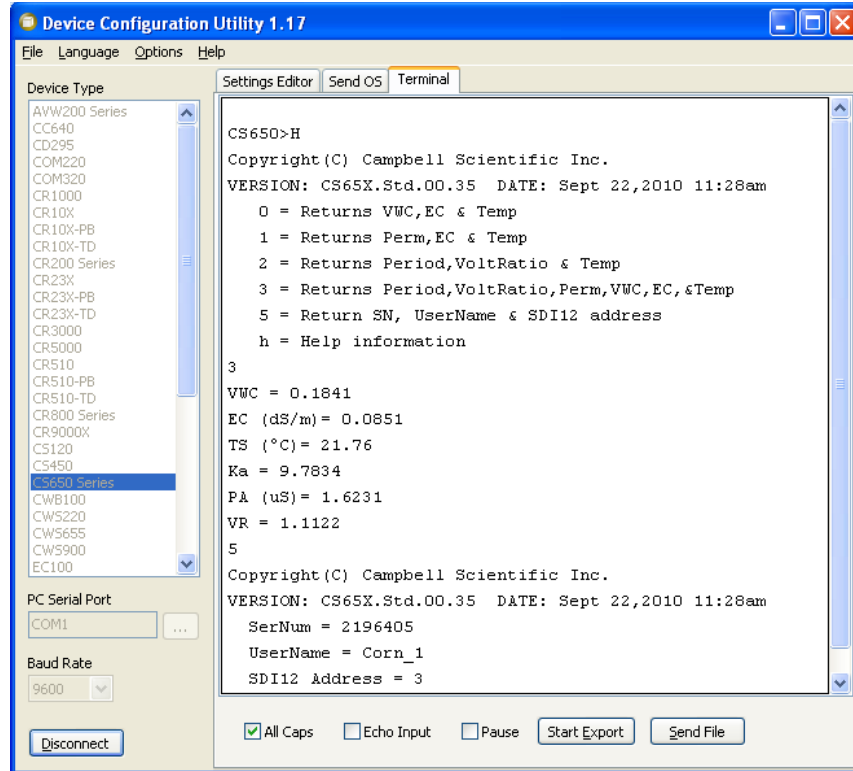 Device Configuration Utility 1.17
File Language Options Help
Device Type
AVW200 Series
CC640
CD295
COM220
COM320
CR1000
CR10X
CR10X-PB
CR10X-TD
CR200 Series
CR23X
CR23X-PB
CR23X-TD
CR3000
CR5000
CR510
CR510-PB
CR510-TD
CR800 Series
CR9000X
CS120
CS450
CS650 Series
CWB100
CWS220
CWS655
CWS900
EC100
PC Serial Port
COM1
...
Baud Rate
9600
Disconnect
Settings Editor Send OS Terminal
CS650>H
Copyright(C) Campbell Scientific Inc.
VERSION: CS65X.Std.00.35 DATE: Sept 22,2010 11:28am
0 = Returns VWC,EC & Temp
1 = Returns Perm,EC & Temp
2 = Returns Period,VoltRatio & Temp
3 = Returns Period,VoltRatio,Perm,VWC,EC,&Temp
5 = Return SN, UserName & SDI12 address
h = Help information
3
VWC = 0.1841
EC (dS/m)= 0.0851
TS (°C)= 21.76
Ka = 9.7834
PA (uS)= 1.6231
VR = 1.1122
5
Copyright(C) Campbell Scientific Inc.
VERSION: CS65X.Std.00.35 DATE: Sept 22,2010 11:28am
SerNum = 2196405
UserName = Corn_1
SDI12 Address = 3
All Caps Echo Input Pause Start Export Send File